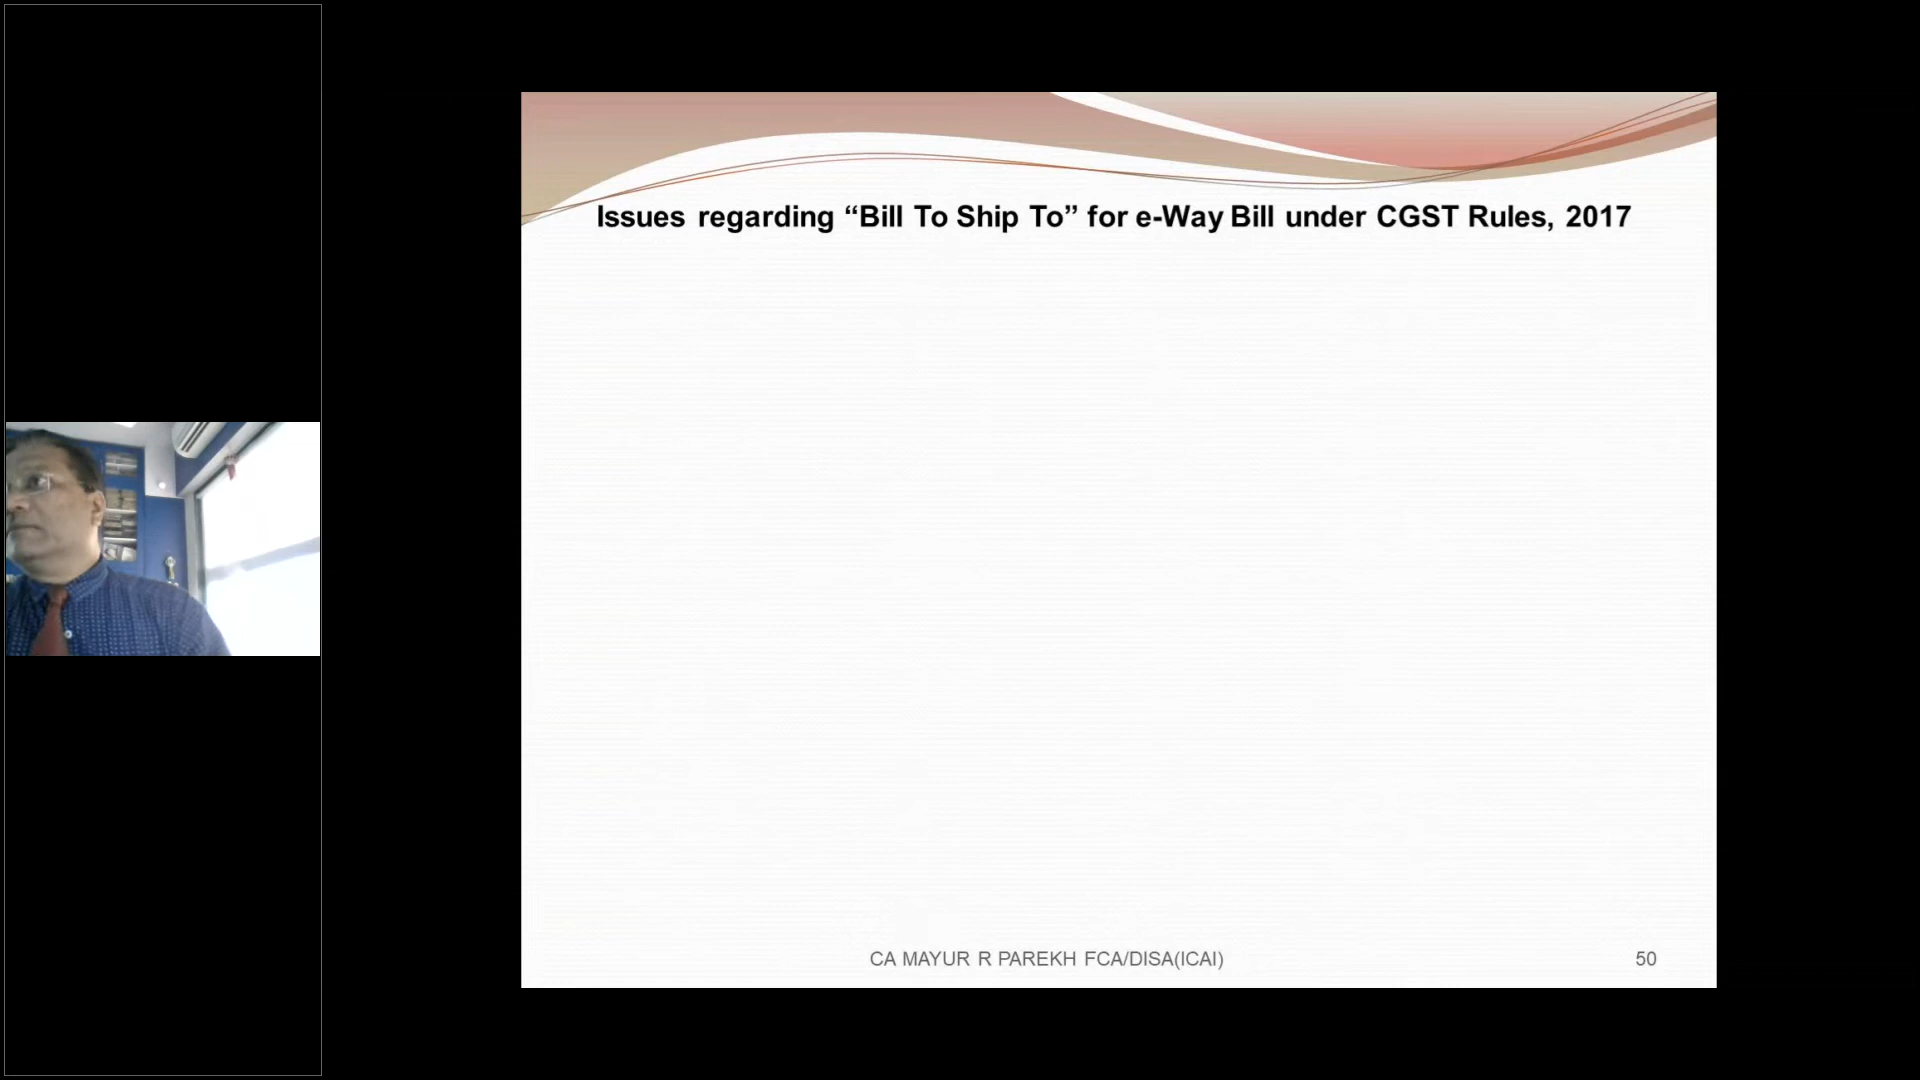 Issues regarding “Bill To Ship To” for e-Way Bill under CGST Rules, 2017
CA MAYUR R PAREKH FCA/DISA(ICAI)
50